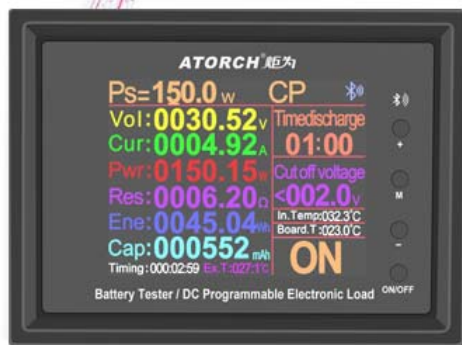 ATORCH®炬为
Ps=150.0 W CP
Vol:0030.52V
Cur:0004.92A
Pwr:0150.15W
Res:0006.20Ω
Ene:0045.04Wh
Cap:000552mAh
Timing:000:02:59 Ex.T:027.1℃
Timedischarge
01:00
Cut off voltage
<002.0V
In.Temp:032.3℃
Board.T:023.0℃
ON
+
M
−
ON/OFF
Battery Tester / DC Programmable Electronic Load